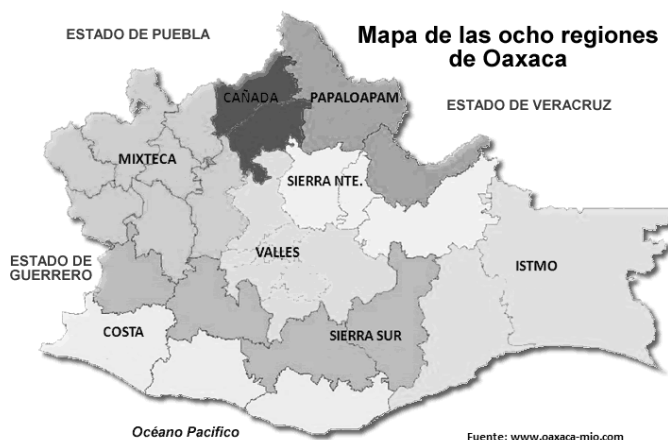 Mapa de las ocho regiones
de Oaxaca
ESTADO DE PUEBLA
CAÑADA
PAPALOAPAM
ESTADO DE VERACRUZ
MIXTECA
SIERRA NTE.
ESTADO DE
GUERRERO
VALLES
ISTMO
COSTA
SIERRA SUR
Océano Pacifico
Fuente: www.oaxaca-mio.com